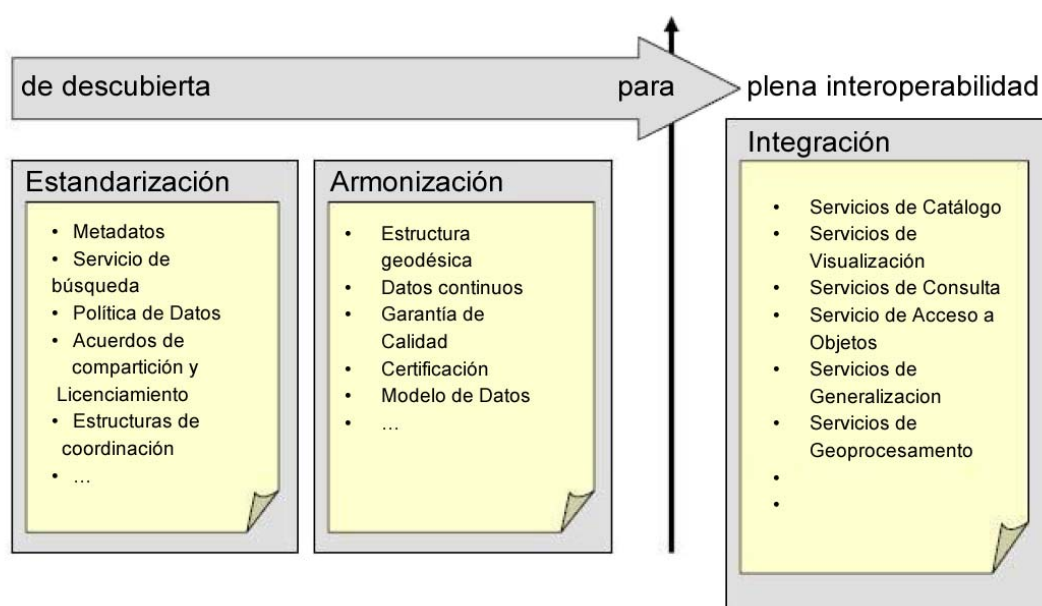 de descubierta para plena interoperabilidad
Estandarización
• Metadatos
• Servicio de
búsqueda
• Política de Datos
• Acuerdos de
compartición y
Licenciamiento
• Estructuras de
coordinación
• …
Armonización
• Estructura
geodésica
• Datos continuos
• Garantía de
Calidad
• Certificación
• Modelo de Datos
• …
Integración
• Servicios de Catálogo
• Servicios de
Visualización
• Servicios de Consulta
• Servicio de Acceso a
Objetos
• Servicios de
Generalizacion
• Servicios de
Geoprocesamento
•
•